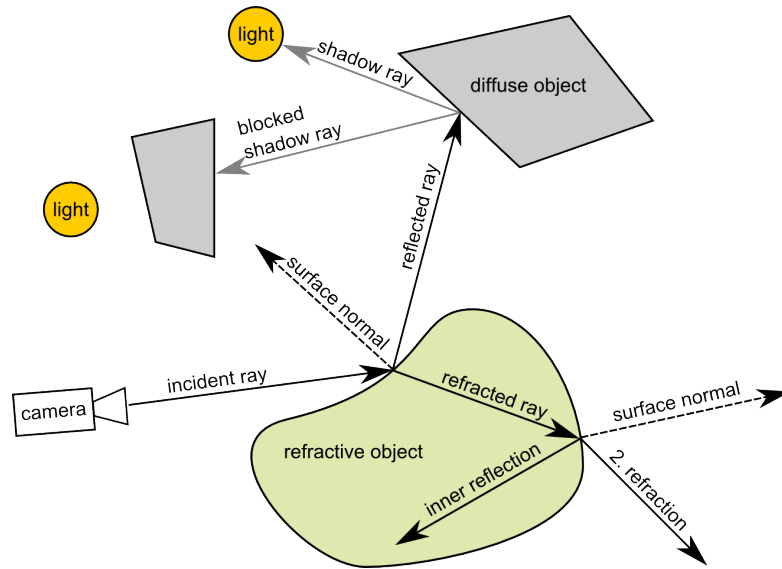 light
shadow ray
diffuse object
blocked
shadow ray
light
reflected ray
surface normal
incident ray
camera
refracted ray
surface normal
refractive object
inner reflection
2. refraction